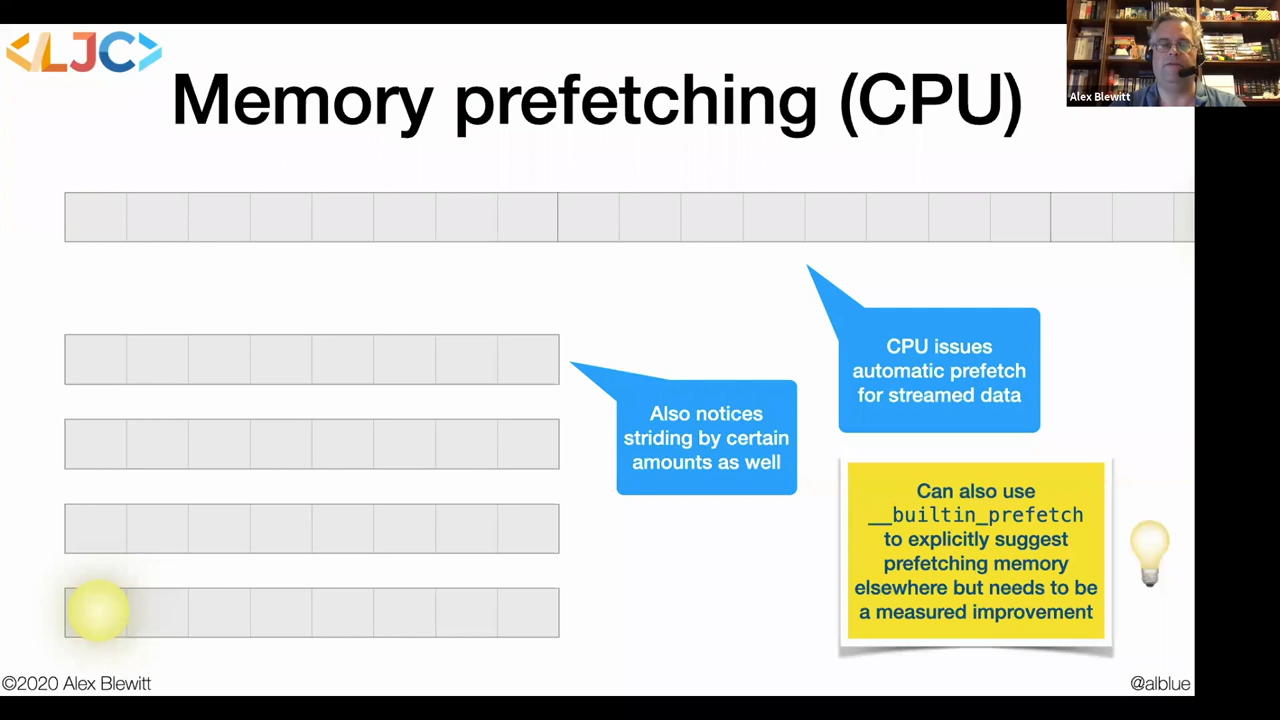 <LJC>
Memory prefetching (CPU)
Alex Blewitt
CPU issues
automatic prefetch
for streamed data
Also notices
striding by certain
amounts as well
Can also use
__builtin_prefetch
to explicitly suggest
prefetching memory
elsewhere but needs to be
a measured improvement
©2020 Alex Blewitt
@alblue